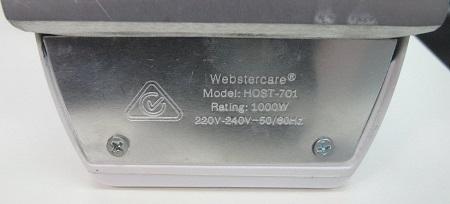 Webstercare®
Model: HOST-701
Rating: 1000W
220V-240V~50/60Hz